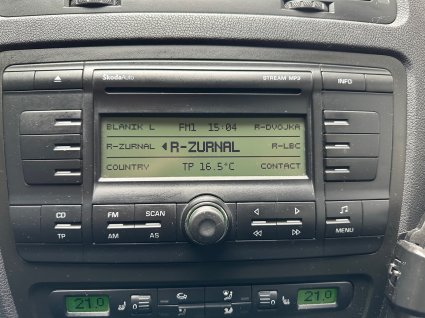 SkodaAuto STREAM MP3 INFO
BLANIK L FM1 15:04 R-DVOJKA
R-ZURNAL R-ZURNAL R-LBC
COUNTRY TP 16.5°C CONTACT
CD FM SCAN
TP AM AS MENU
21.0 21.0